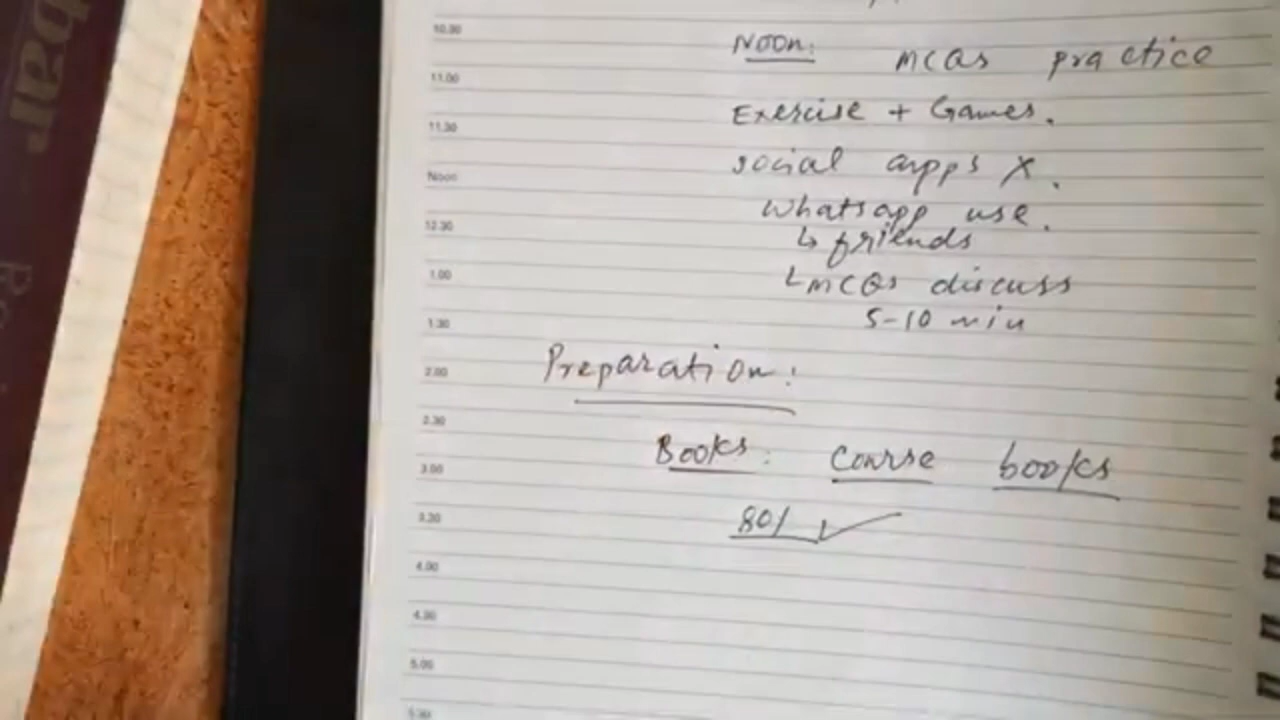 bar
10.30
Noon: MCQs practice
11.00
Exercise + Games.
11.30
social apps X.
Noon
Whatsapp use.
12.30
↳ friends
1.00
↳ MCQs discuss
1.30
5-10 min
2.00
Preparation:
2.30
3.00
Books: Course books
3.30
80/ ✓
4.00
4.30
5.00
5.30